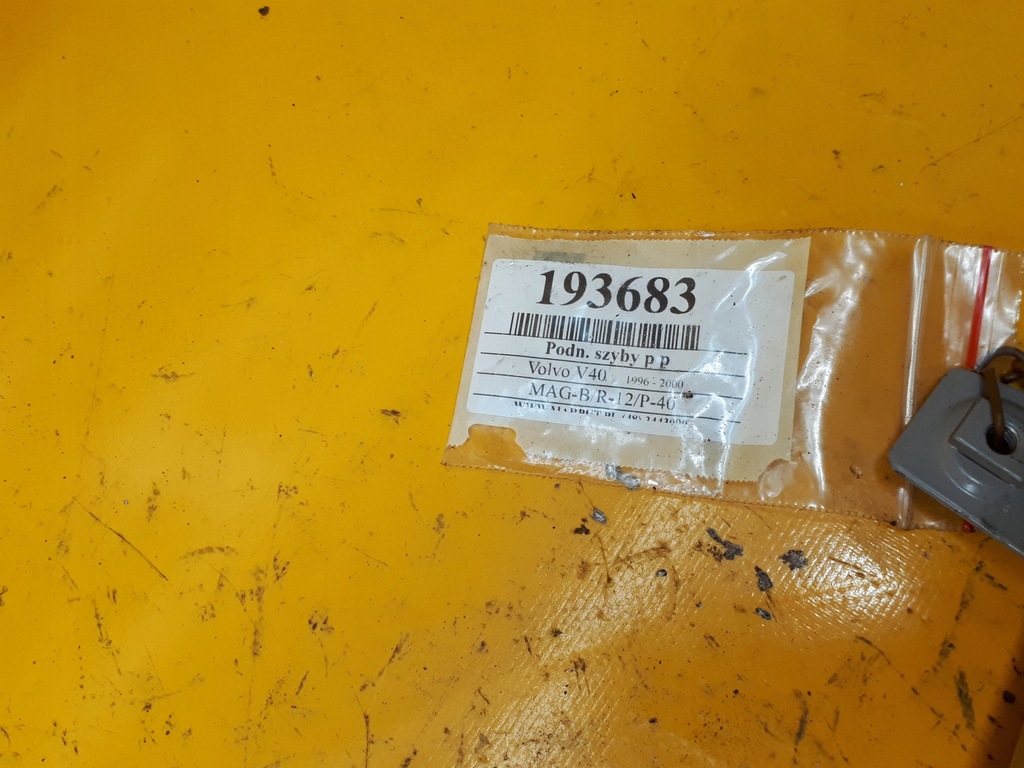 193683
Podn. szyby p p
Volvo V40 1996 - 2000
MAG-B/R-12/P-40